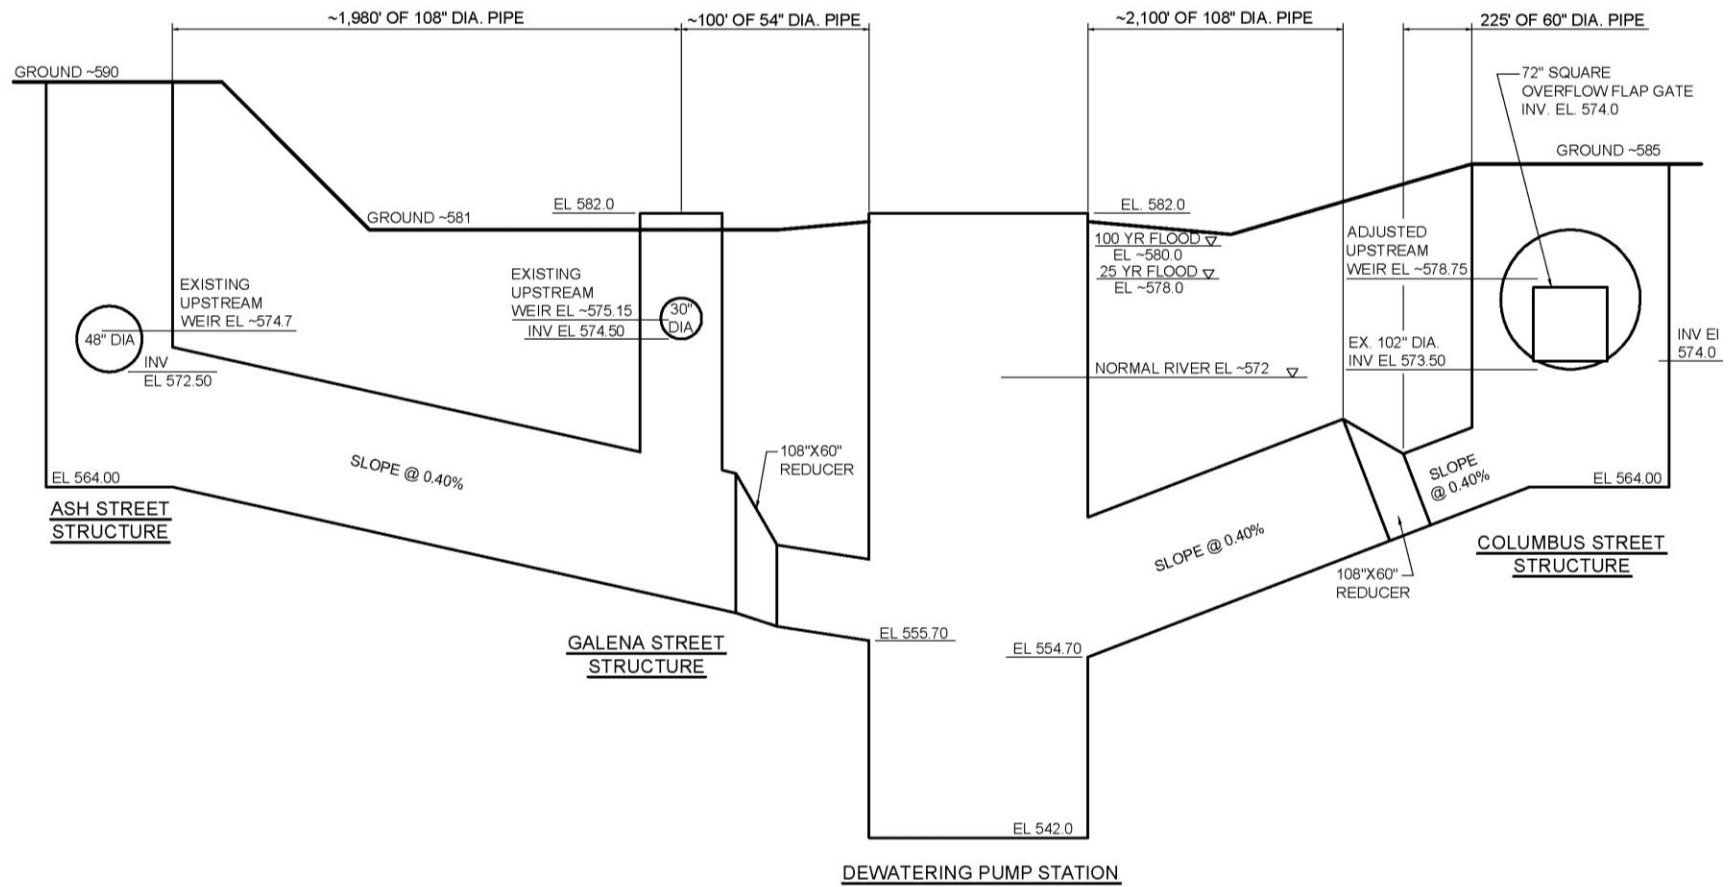 ~1,980' OF 108" DIA. PIPE
~100' OF 54" DIA. PIPE
~2,100' OF 108" DIA. PIPE
225' OF 60" DIA. PIPE
GROUND ~590
72" SQUARE
OVERFLOW FLAP GATE
INV. EL. 574.0
GROUND ~585
EL 582.0
GROUND ~581
EL. 582.0
100 YR FLOOD
EL ~580.0
25 YR FLOOD
EL ~578.0
ADJUSTED
UPSTREAM
WEIR EL ~578.75
EXISTING
UPSTREAM
WEIR EL ~574.7
EXISTING
UPSTREAM
WEIR EL ~575.15
INV EL 574.50
30"
DIA
48" DIA
INV
EL 572.50
EX. 102" DIA.
INV EL 573.50
INV El
574.0
NORMAL RIVER EL ~572
SLOPE @ 0.40%
108"X60"
REDUCER
SLOPE
@ 0.40%
EL 564.00
ASH STREET
STRUCTURE
EL 564.00
COLUMBUS STREET
STRUCTURE
SLOPE @ 0.40%
108"X60"
REDUCER
GALENA STREET
STRUCTURE
EL 555.70
EL 554.70
EL 542.0
DEWATERING PUMP STATION